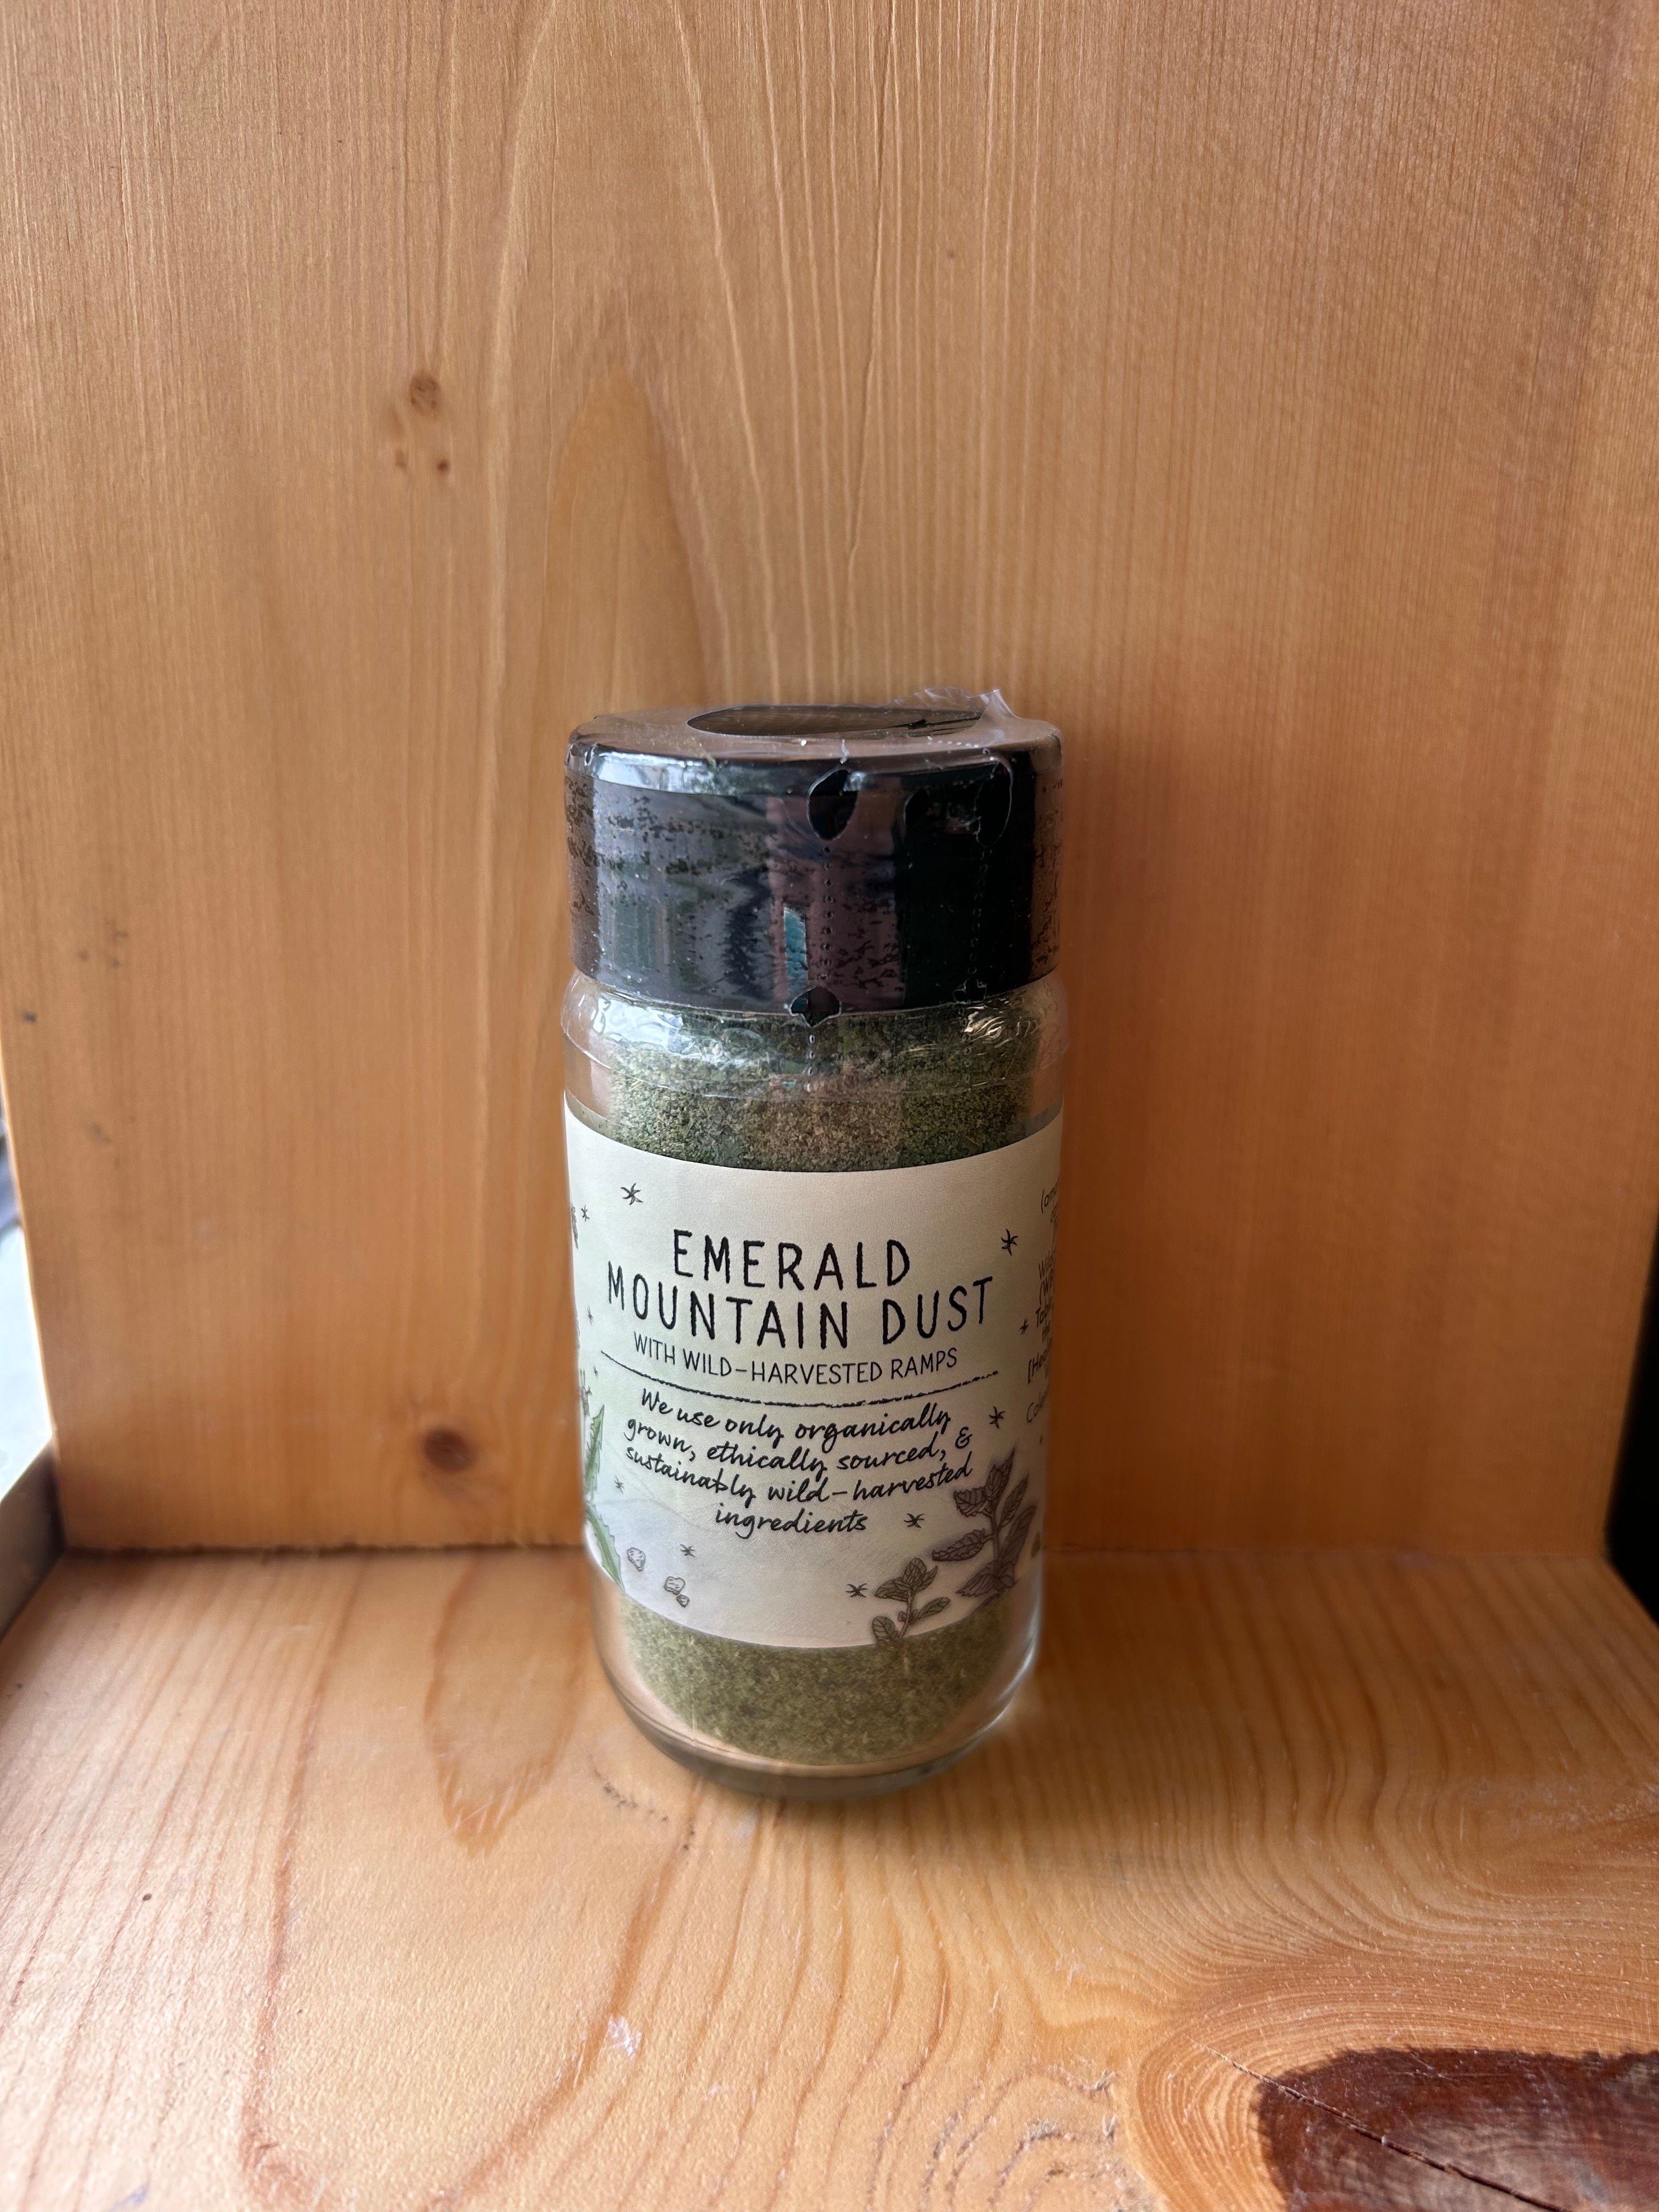 EMERALD
MOUNTAIN DUST
WITH WILD-HARVESTED RAMPS
We use only organically
grown, ethically sourced, &
sustainably wild-harvested
ingredients